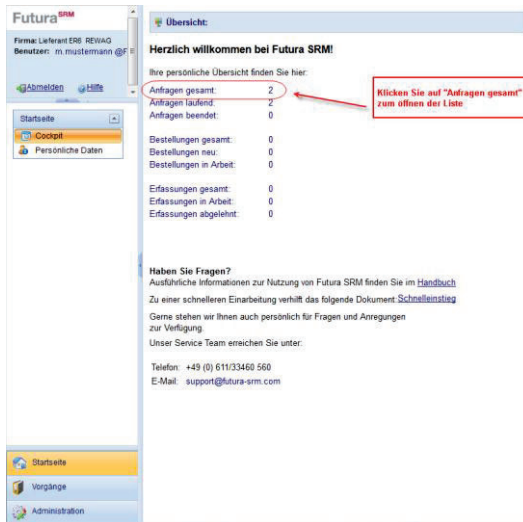 Futura SRM
Firma: Lieferant ER6 REWAG
Benutzer: m.mustermann @F
Abmelden Hilfe
Startseite
Cockpit
Persönliche Daten
Startseite
Vorgänge
Administration
Übersicht:
Herzlich willkommen bei Futura SRM!
Ihre persönliche Übersicht finden Sie hier:
Anfragen gesamt: 2
Anfragen laufend: 2
Anfragen beendet: 0
Bestellungen gesamt: 0
Bestellungen neu: 0
Bestellungen in Arbeit: 0
Erfassungen gesamt: 0
Erfassungen in Arbeit: 0
Erfassungen abgelehnt: 0
Klicken Sie auf "Anfragen gesamt"
zum öffnen der Liste
Haben Sie Fragen?
Ausführliche Informationen zur Nutzung von Futura SRM finden Sie im Handbuch
Zu einer schnelleren Einarbeitung verhilft das folgende Dokument Schnelleinstieg
Gerne stehen wir Ihnen auch persönlich für Fragen und Anregungen
zur Verfügung.
Unser Service Team erreichen Sie unter:
Telefon: +49 (0) 611/33460 560
E-Mail: support@futura-srm.com